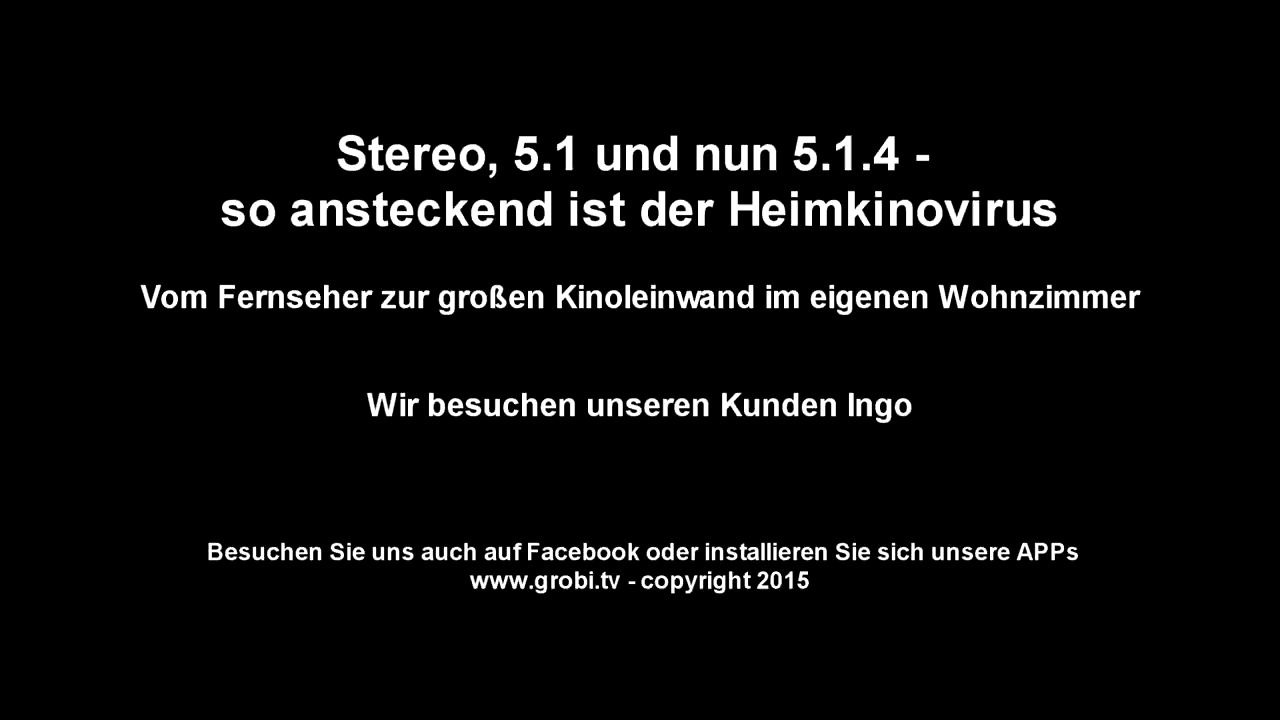 Stereo, 5.1 und nun 5.1.4 -
so ansteckend ist der Heimkinovirus
Vom Fernseher zur großen Kinoleinwand im eigenen Wohnzimmer
Wir besuchen unseren Kunden Ingo
Besuchen Sie uns auch auf Facebook oder installieren Sie sich unsere APPs
www.grobi.tv - copyright 2015